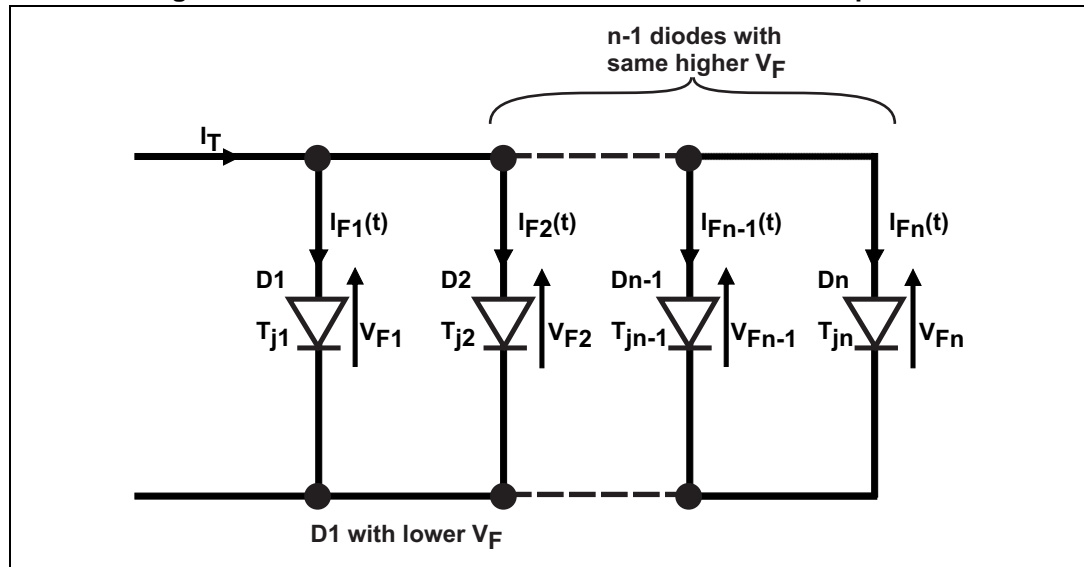 n-1 diodes with
same higher VF
IT
IF1(t) IF2(t) IFn-1(t) IFn(t)
D1 D2 Dn-1 Dn
Tj1 VF1 Tj2 VF2 Tjn-1 VFn-1 Tjn VFn
D1 with lower VF